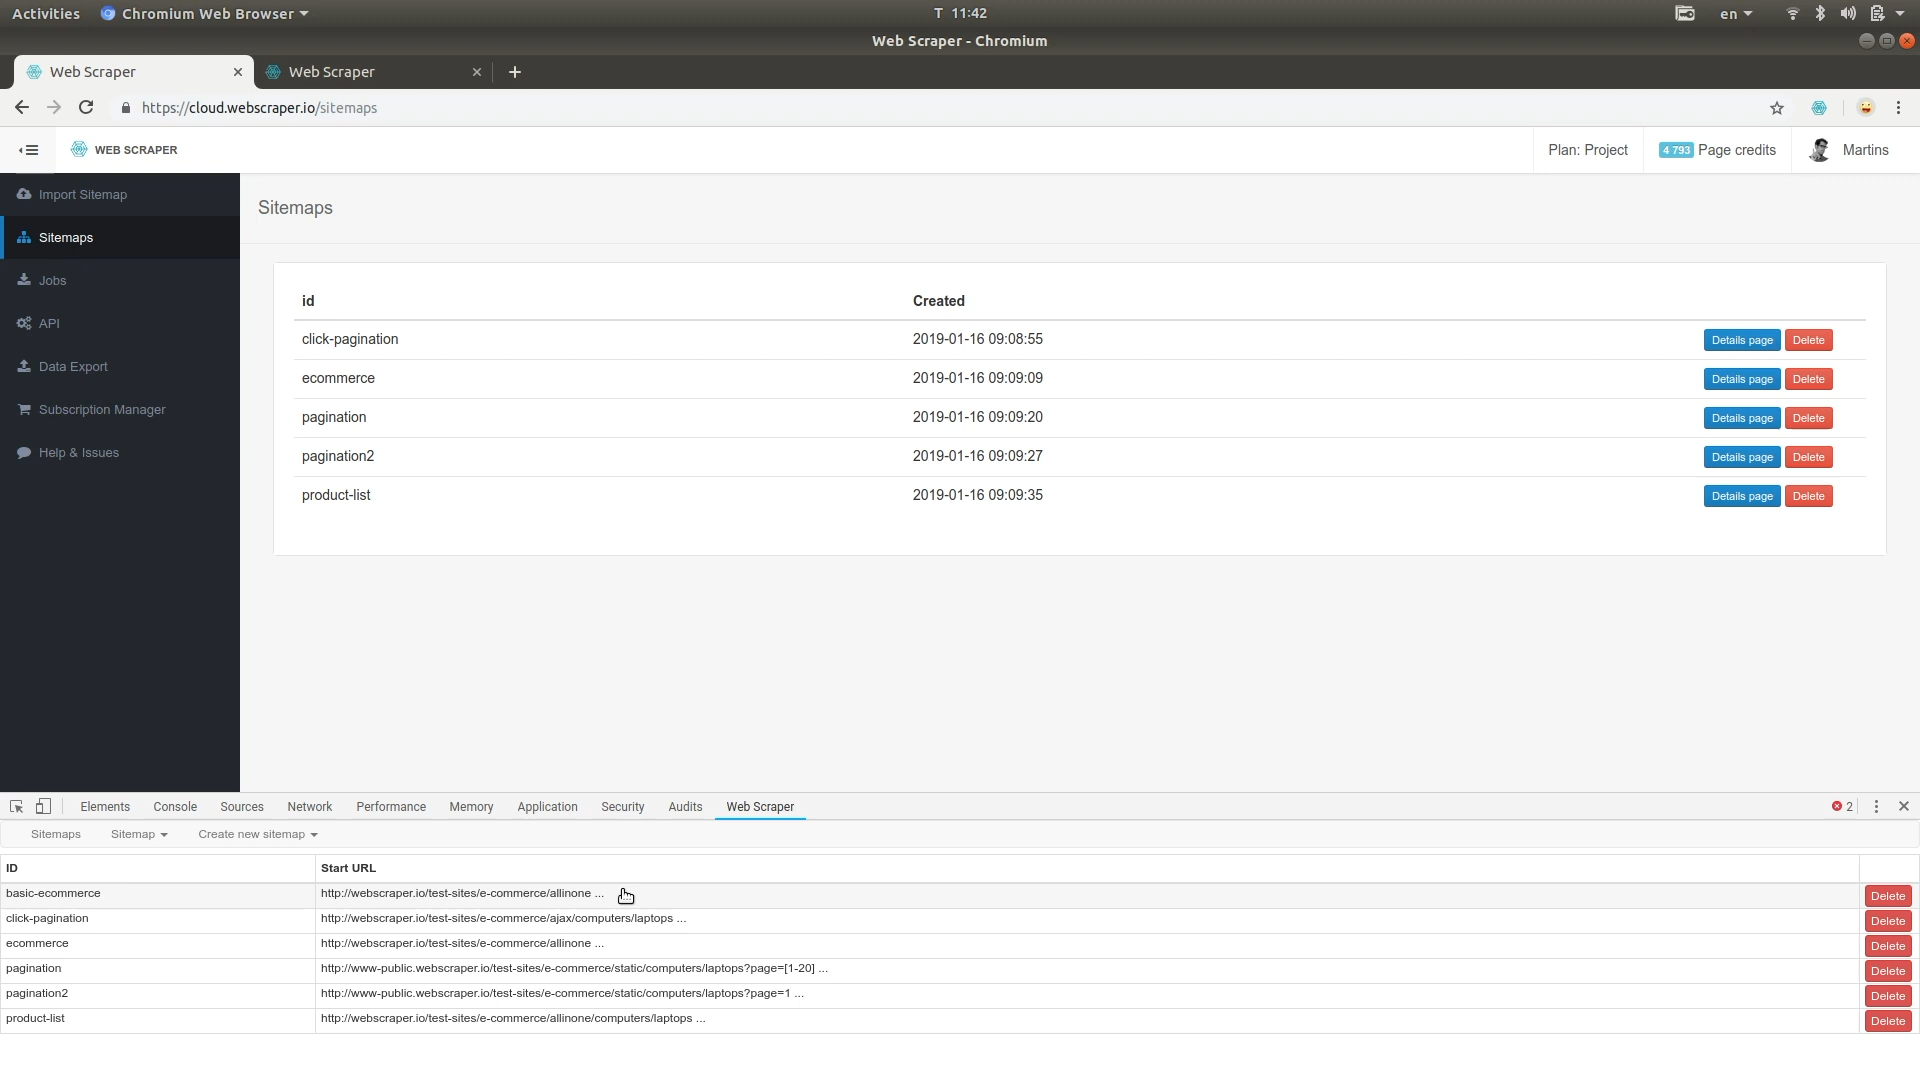 Activities Chromium Web Browser T 11:42 en
Web Scraper - Chromium
Web Scraper Web Scraper
https://cloud.webscraper.io/sitemaps
WEB SCRAPER Plan: Project 4 793 Page credits Martins
Import Sitemap
Sitemaps
Jobs
API
Data Export
Subscription Manager
Help & Issues
Sitemaps
id Created
click-pagination 2019-01-16 09:08:55 Details page Delete
ecommerce 2019-01-16 09:09:09 Details page Delete
pagination 2019-01-16 09:09:20 Details page Delete
pagination2 2019-01-16 09:09:27 Details page Delete
product-list 2019-01-16 09:09:35 Details page Delete
Elements Console Sources Network Performance Memory Application Security Audits Web Scraper 2
Sitemaps Sitemap Create new sitemap
ID Start URL
basic-ecommerce http://webscraper.io/test-sites/e-commerce/allinone ... Delete
click-pagination http://webscraper.io/test-sites/e-commerce/ajax/computers/laptops ... Delete
ecommerce http://webscraper.io/test-sites/e-commerce/allinone ... Delete
pagination http://www-public.webscraper.io/test-sites/e-commerce/static/computers/laptops?page=[1-20] ... Delete
pagination2 http://www-public.webscraper.io/test-sites/e-commerce/static/computers/laptops?page=1 ... Delete
product-list http://webscraper.io/test-sites/e-commerce/allinone/computers/laptops ... Delete